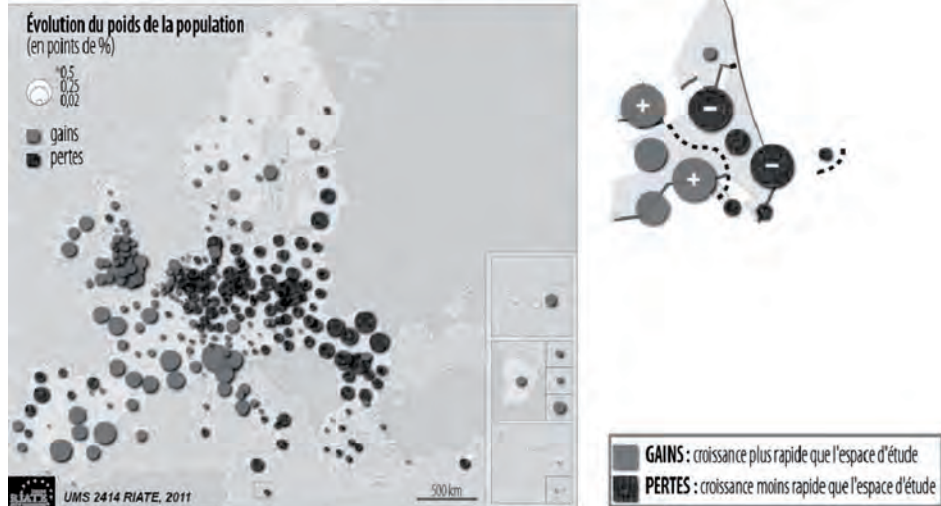 Évolution du poids de la population
(en points de %)
0,5
0,25
0,02
gains
pertes
RIATE
UMS 2414 RIATE, 2011
500 km
+
-
+
-
GAINS : croissance plus rapide que l'espace d'étude
PERTES : croissance moins rapide que l'espace d'étude